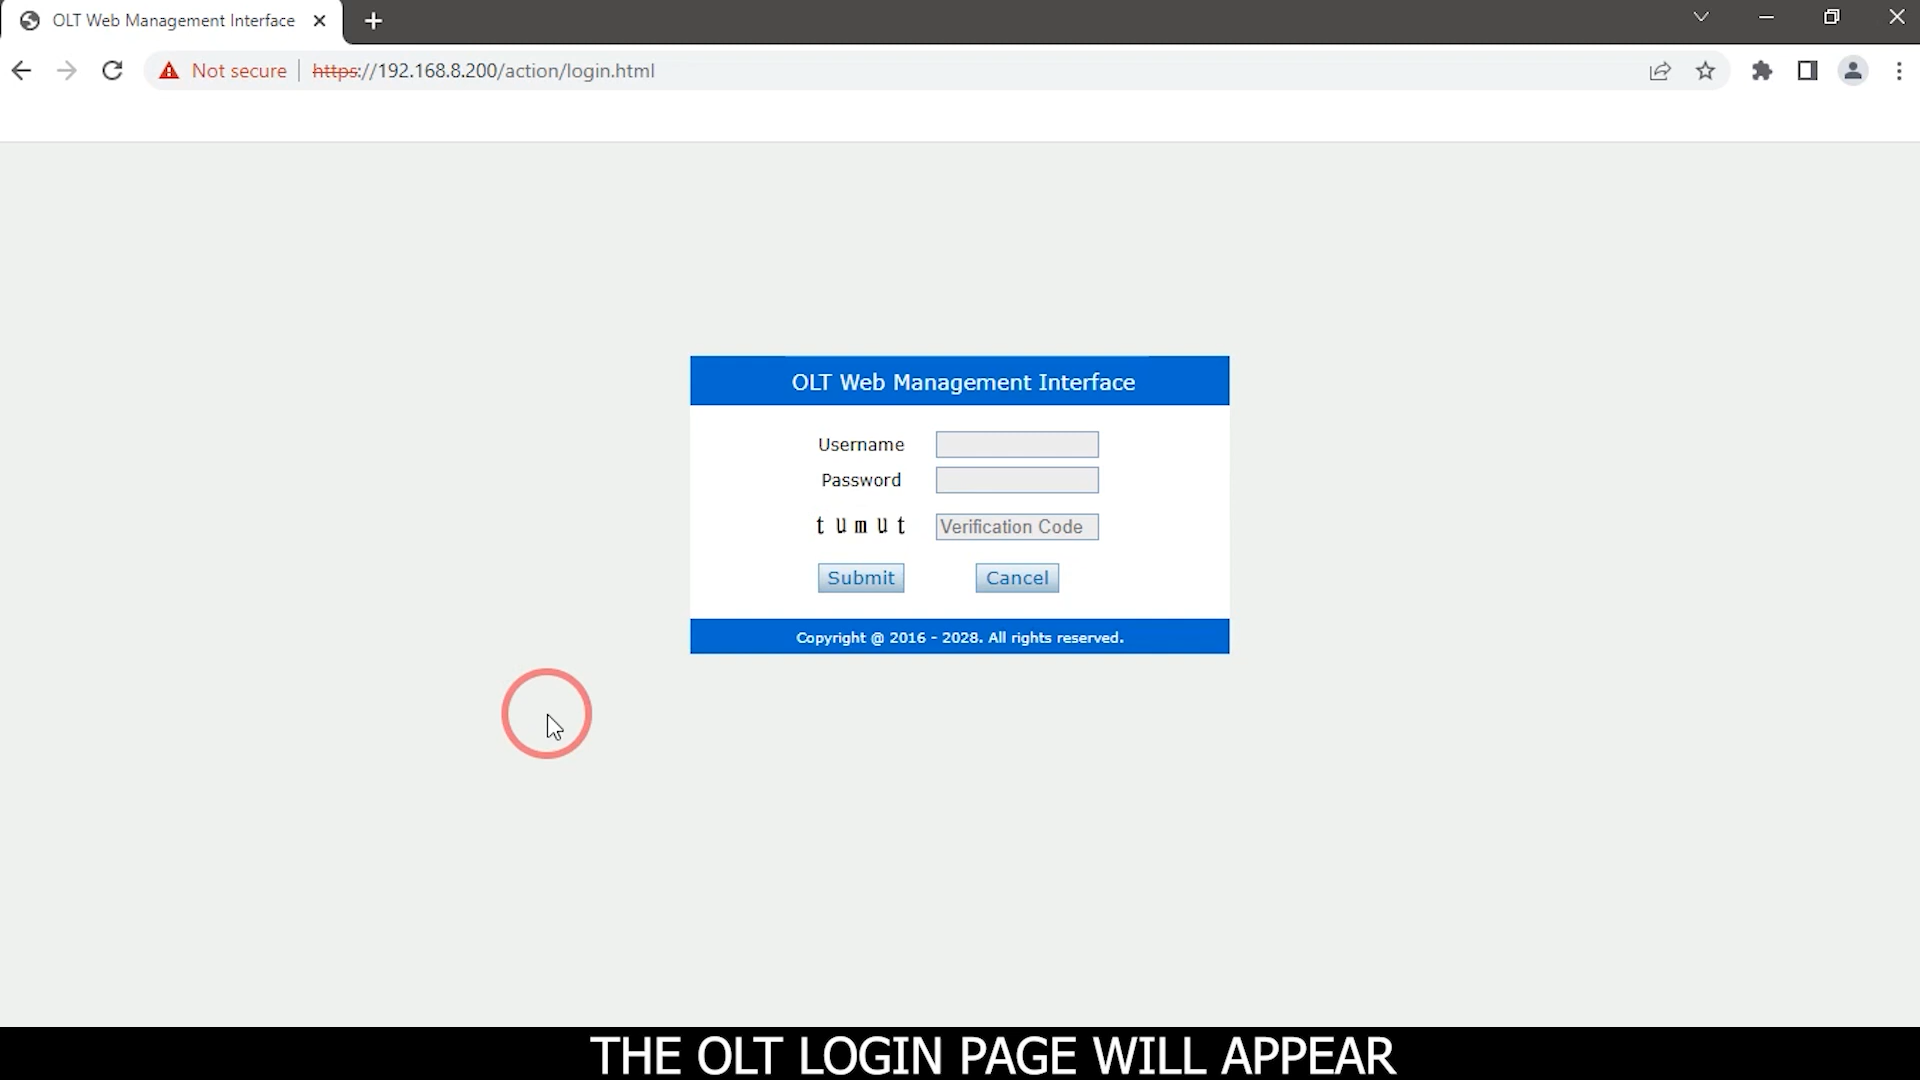 OLT Web Management Interface
Not secure https://192.168.8.200/action/login.html
OLT Web Management Interface
Username
Password
tumut Verification Code
Submit Cancel
Copyright @ 2016 - 2028. All rights reserved.
THE OLT LOGIN PAGE WILL APPEAR